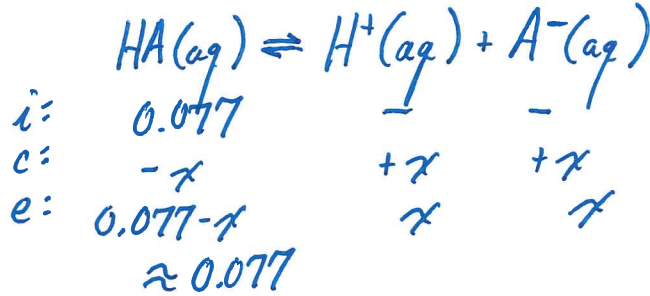 HA(aq) ⇌ H⁺(aq) + A⁻(aq)
i: 0.077 - -
c: -x +x +x
e: 0.077-x x x
≈ 0.077